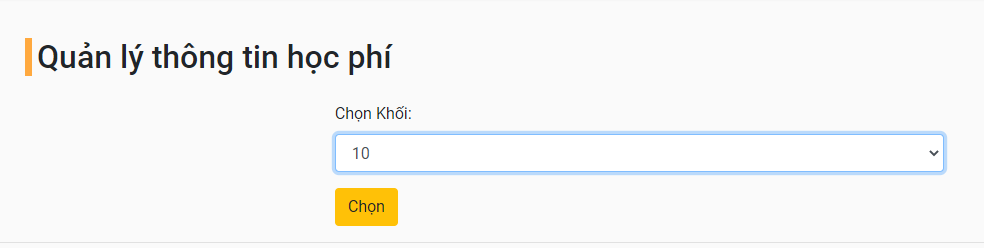 Quản lý thông tin học phí
Chọn Khối:
10
Chọn